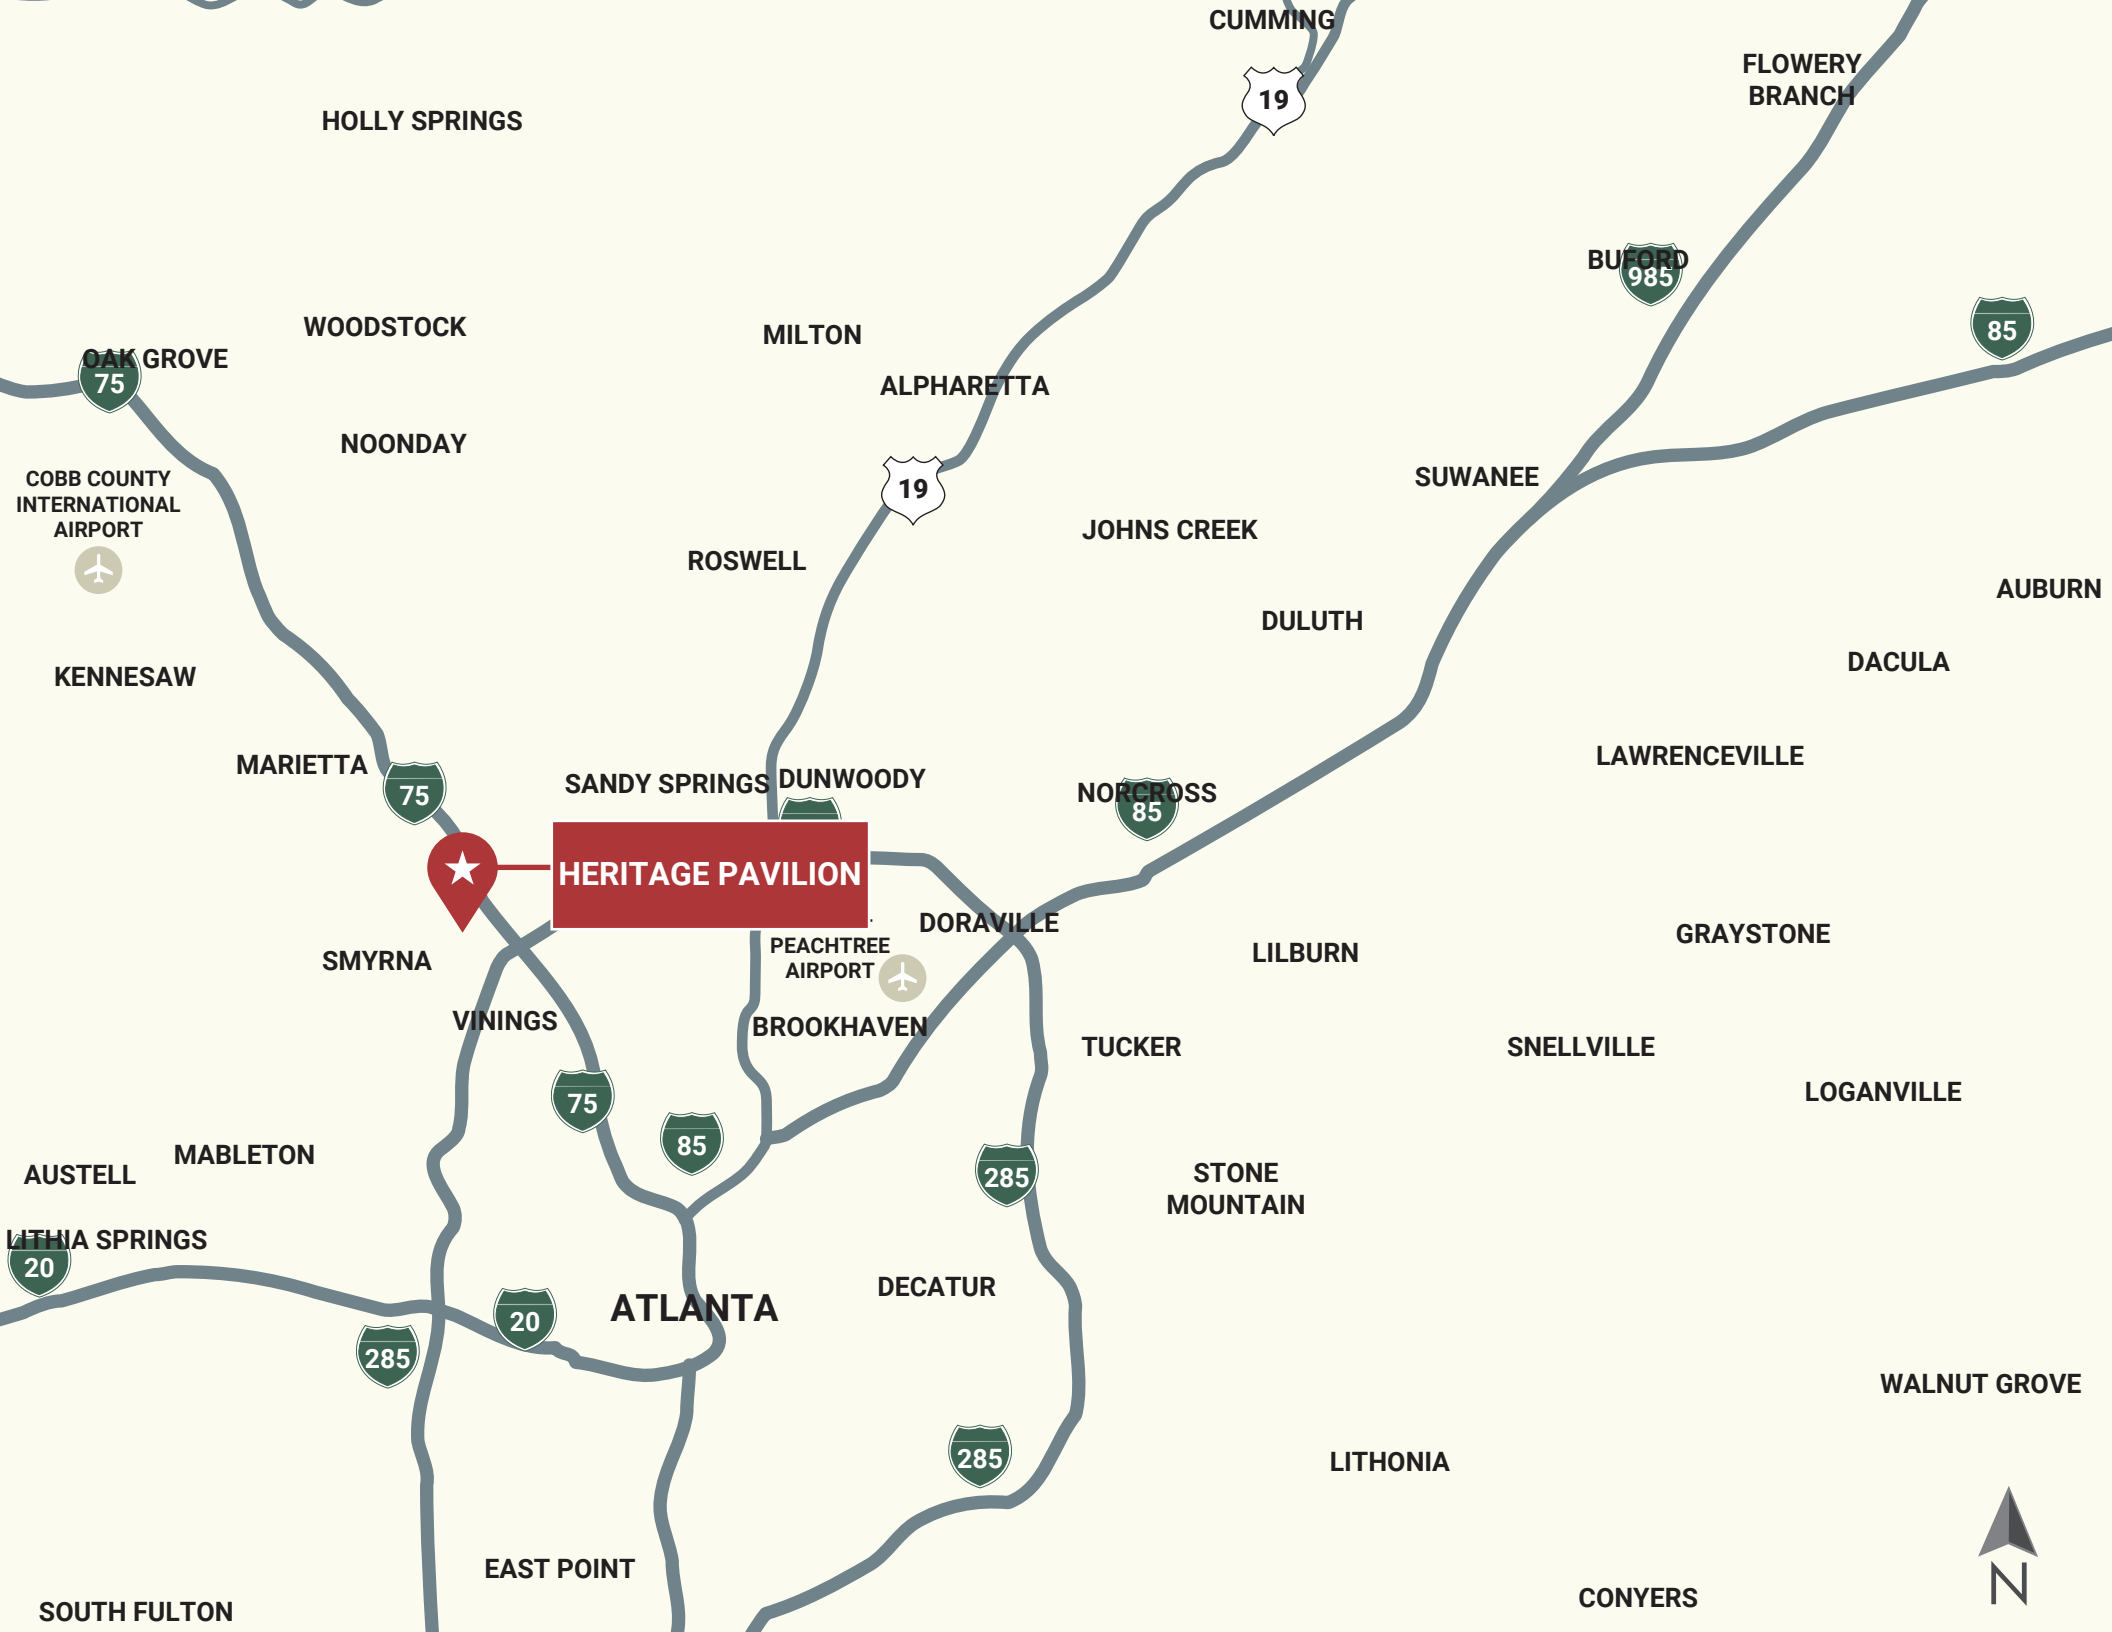 CUMMING
FLOWERY
BRANCH
19
HOLLY SPRINGS
BUFORD
985
85
WOODSTOCK
MILTON
OAK GROVE
75
ALPHARETTA
NOONDAY
COBB COUNTY
INTERNATIONAL
AIRPORT
SUWANEE
19
JOHNS CREEK
ROSWELL
AUBURN
DULUTH
DACULA
KENNESAW
LAWRENCEVILLE
MARIETTA
75
SANDY SPRINGS
DUNWOODY
NORCROSS
85
HERITAGE PAVILION
DORAVILLE
GRAYSTONE
PEACHTREE
AIRPORT
LILBURN
SMYRNA
VININGS
BROOKHAVEN
TUCKER
SNELLVILLE
LOGANVILLE
75
85
MABLETON
AUSTELL
285
STONE
MOUNTAIN
LITHIA SPRINGS
20
DECATUR
ATLANTA
20
285
WALNUT GROVE
285
LITHONIA
EAST POINT
N
CONYERS
SOUTH FULTON